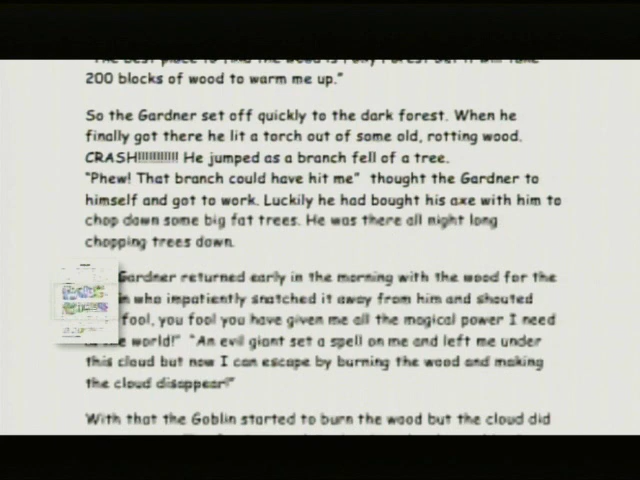 200 blocks of wood to warm me up."
So the Gardner set off quickly to the dark forest. When he
finally got there he lit a torch out of some old, rotting wood.
CRASH!!!!!!!!!!! He jumped as a branch fell of a tree.
"Phew! That branch could have hit me" thought the Gardner to
himself and got to work. Luckily he had bought his axe with him to
chop down some big fat trees. He was there all night long
chopping trees down.
Gardner returned early in the morning with the wood for the
who impatiently snatched it away from him and shouted
fool, you fool you have given me all the magical power I need
world!" "An evil giant set a spell on me and left me under
this cloud but now I can escape by burning the wood and making
the cloud disappear!"
With that the Goblin started to burn the wood but the cloud did